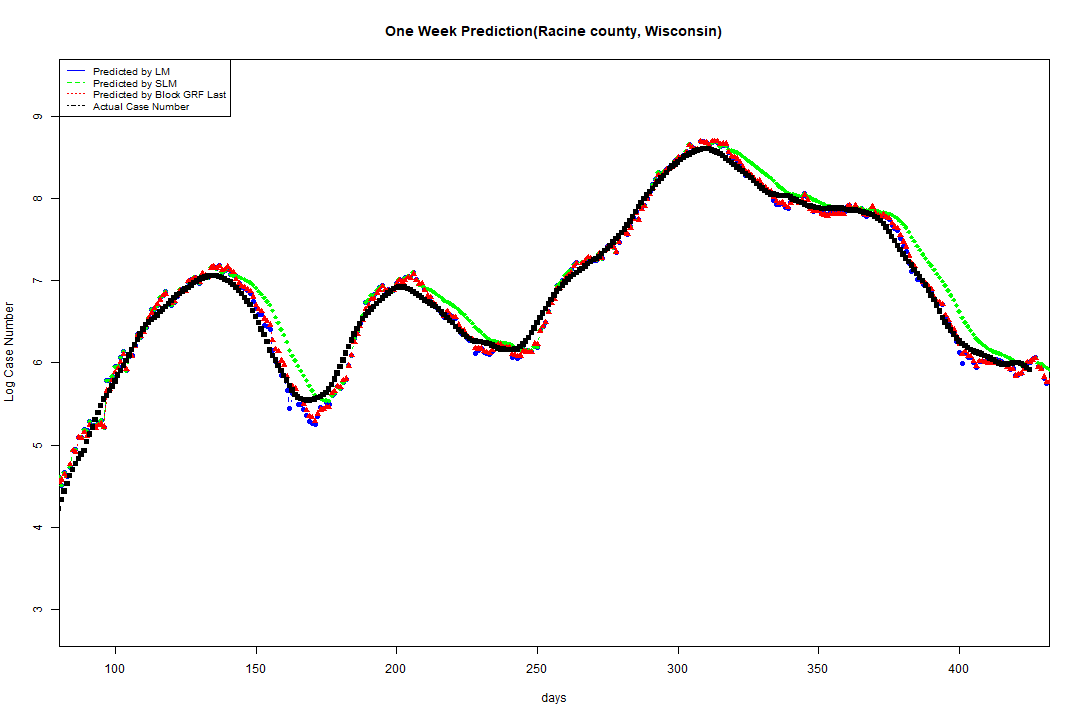 One Week Prediction(Racine county, Wisconsin)
Predicted by LM
Predicted by SLM
Predicted by Block GRF Last
Actual Case Number
9
8
7
6
5
4
3
Log Case Number
100 150 200 250 300 350 400
days